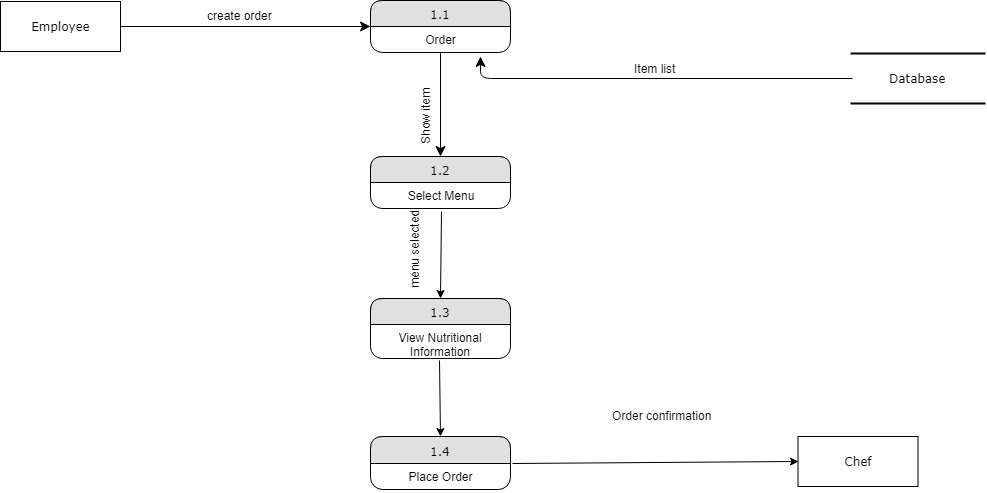 Employee
create order
1.1
Order
Item list
Database
Show item
1.2
Select Menu
menu selected
1.3
View Nutritional
Information
Order confirmation
1.4
Place Order
Chef